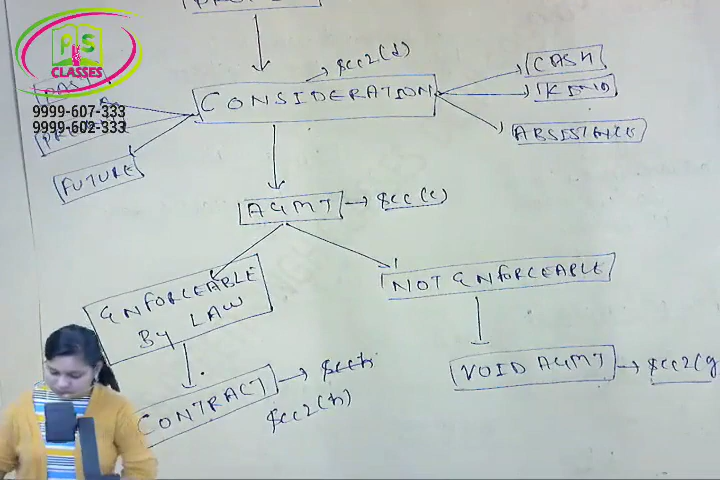 P S
CLASSES
9999-607-333
9999-602-333
Sec2(d)
CONSIDERATION
CASH
KIND
FUTURE
AGMT
Sec (e)
ENFORCEABLE
BY LAW
NOT ENFORCEABLE
CONTRACT
Sec2(h)
VOID AGMT
Sec2(g